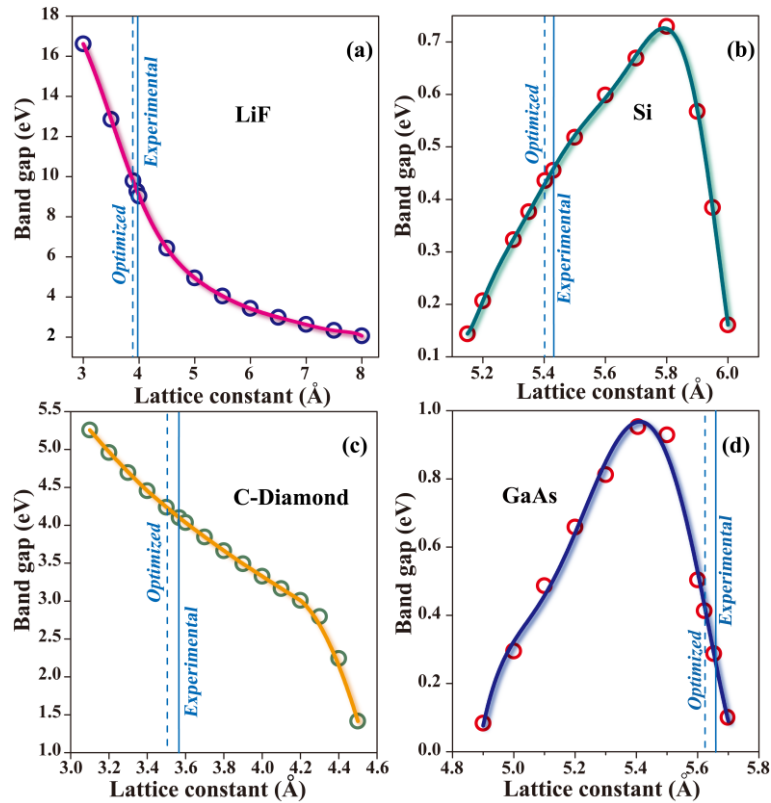 (a)
LiF
Experimental
Optimized
18
16
14
12
10
8
6
4
2
Band gap (eV)
3 4 5 6 7 8
Lattice constant (Å)
(b)
Si
Optimized
Experimental
0.7
0.6
0.5
0.4
0.3
0.2
0.1
Band gap (eV)
5.2 5.4 5.6 5.8 6.0
Lattice constant (Å)
(c)
C-Diamond
Optimized
Experimental
5.5
5.0
4.5
4.0
3.5
3.0
2.5
2.0
1.5
1.0
Band gap (eV)
3.0 3.2 3.4 3.6 3.8 4.0 4.2 4.4 4.6
Lattice constant (Å)
(d)
GaAs
Experimental
Optimized
1.0
0.8
0.6
0.4
0.2
0.0
Band gap (eV)
4.8 5.0 5.2 5.4 5.6 5.8
Lattice constant (Å)